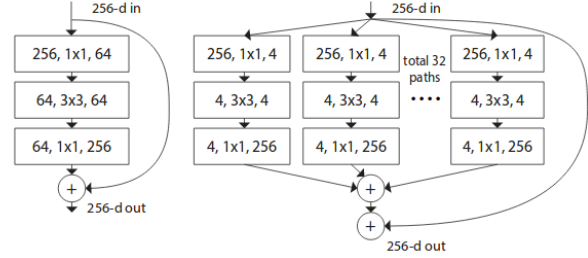 256-d in
256, 1x1, 64
64, 3x3, 64
64, 1x1, 256
+
256-d out
256-d in
256, 1x1, 4
256, 1x1, 4
256, 1x1, 4
total 32
paths
4, 3x3, 4
4, 3x3, 4
....
4, 3x3, 4
4, 1x1, 256
4, 1x1, 256
4, 1x1, 256
+
+
256-d out